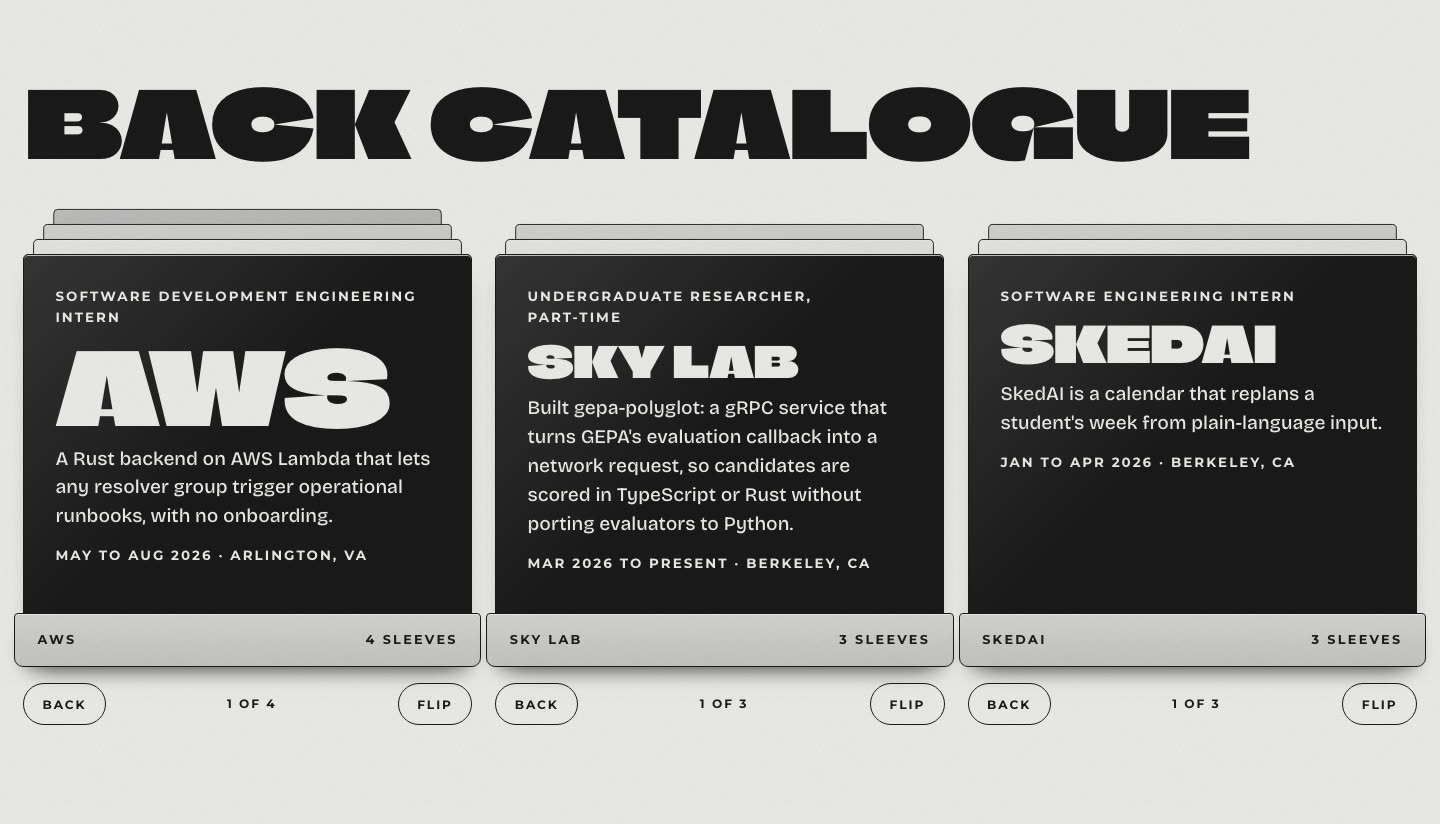 BACK CATALOGUE
SOFTWARE DEVELOPMENT ENGINEERING
INTERN
AWS
A Rust backend on AWS Lambda that lets
any resolver group trigger operational
runbooks, with no onboarding.
MAY TO AUG 2026 · ARLINGTON, VA
AWS
4 SLEEVES
BACK
1 OF 4
FLIP
UNDERGRADUATE RESEARCHER,
PART-TIME
SKY LAB
Built gepa-polyglot: a gRPC service that
turns GEPA's evaluation callback into a
network request, so candidates are
scored in TypeScript or Rust without
porting evaluators to Python.
MAR 2026 TO PRESENT · BERKELEY, CA
SKY LAB
3 SLEEVES
BACK
1 OF 3
FLIP
SOFTWARE ENGINEERING INTERN
SKEDAI
SkedAI is a calendar that replans a
student's week from plain-language input.
JAN TO APR 2026 · BERKELEY, CA
SKEDAI
3 SLEEVES
BACK
1 OF 3
FLIP